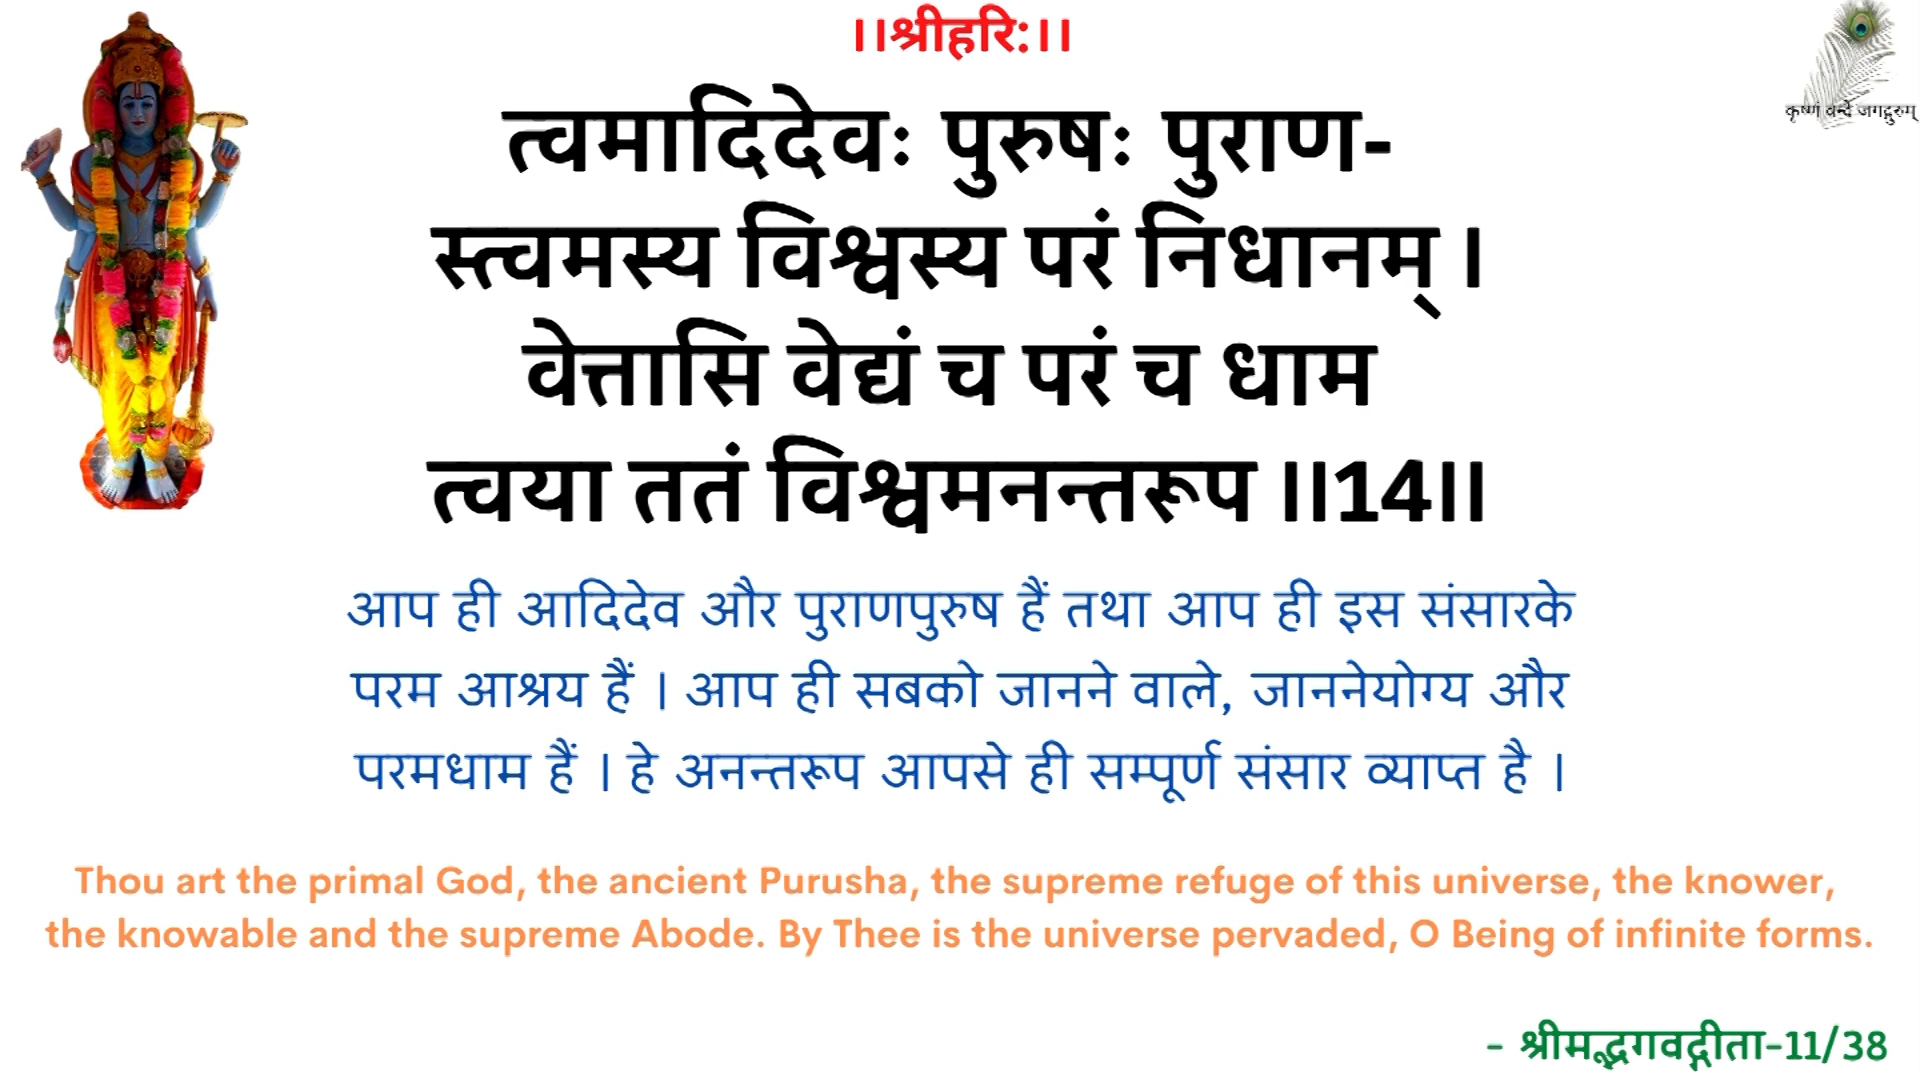 ।।श्रीहरि:।।
कृष्णं वन्दे जगद्गुरुम्
त्वमादिदेवः पुरुषः पुराण-
स्त्वमस्य विश्वस्य परं निधानम् ।
वेत्तासि वेद्यं च परं च धाम
त्वया ततं विश्वमनन्तरूप ।।14।।
आप ही आदिदेव और पुराणपुरुष हैं तथा आप ही इस संसारके
परम आश्रय हैं । आप ही सबको जानने वाले, जाननेयोग्य और
परमधाम हैं । हे अनन्तरूप आपसे ही सम्पूर्ण संसार व्याप्त है ।
Thou art the primal God, the ancient Purusha, the supreme refuge of this universe, the knower,
the knowable and the supreme Abode. By Thee is the universe pervaded, O Being of infinite forms.
- श्रीमद्भगवद्गीता-11/38